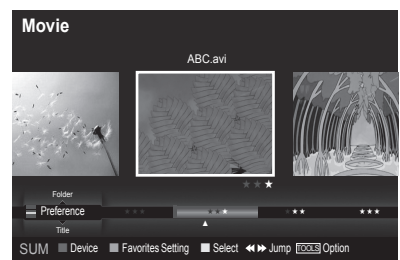 Movie
ABC.avi
Folder
Preference
Title
SUM Device Favorites Setting Select Jump TOOLS Option